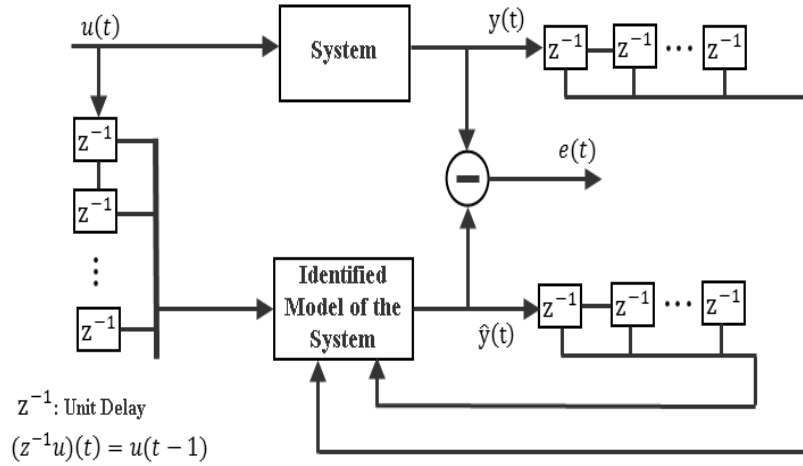 u(t)
System
y(t)
z⁻¹ z⁻¹ ··· z⁻¹
z⁻¹
e(t)
z⁻¹
⋮
Identified
Model of the
System
z⁻¹ z⁻¹ ··· z⁻¹
z⁻¹
ŷ(t)
z⁻¹: Unit Delay
(z⁻¹u)(t) = u(t − 1)